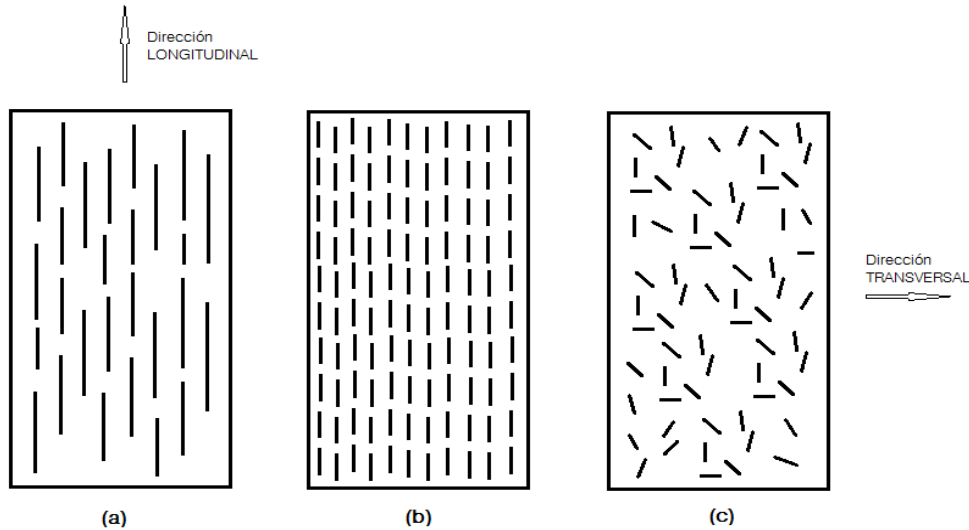 Dirección
LONGITUDINAL
Dirección
TRANSVERSAL
(a)
(b)
(c)